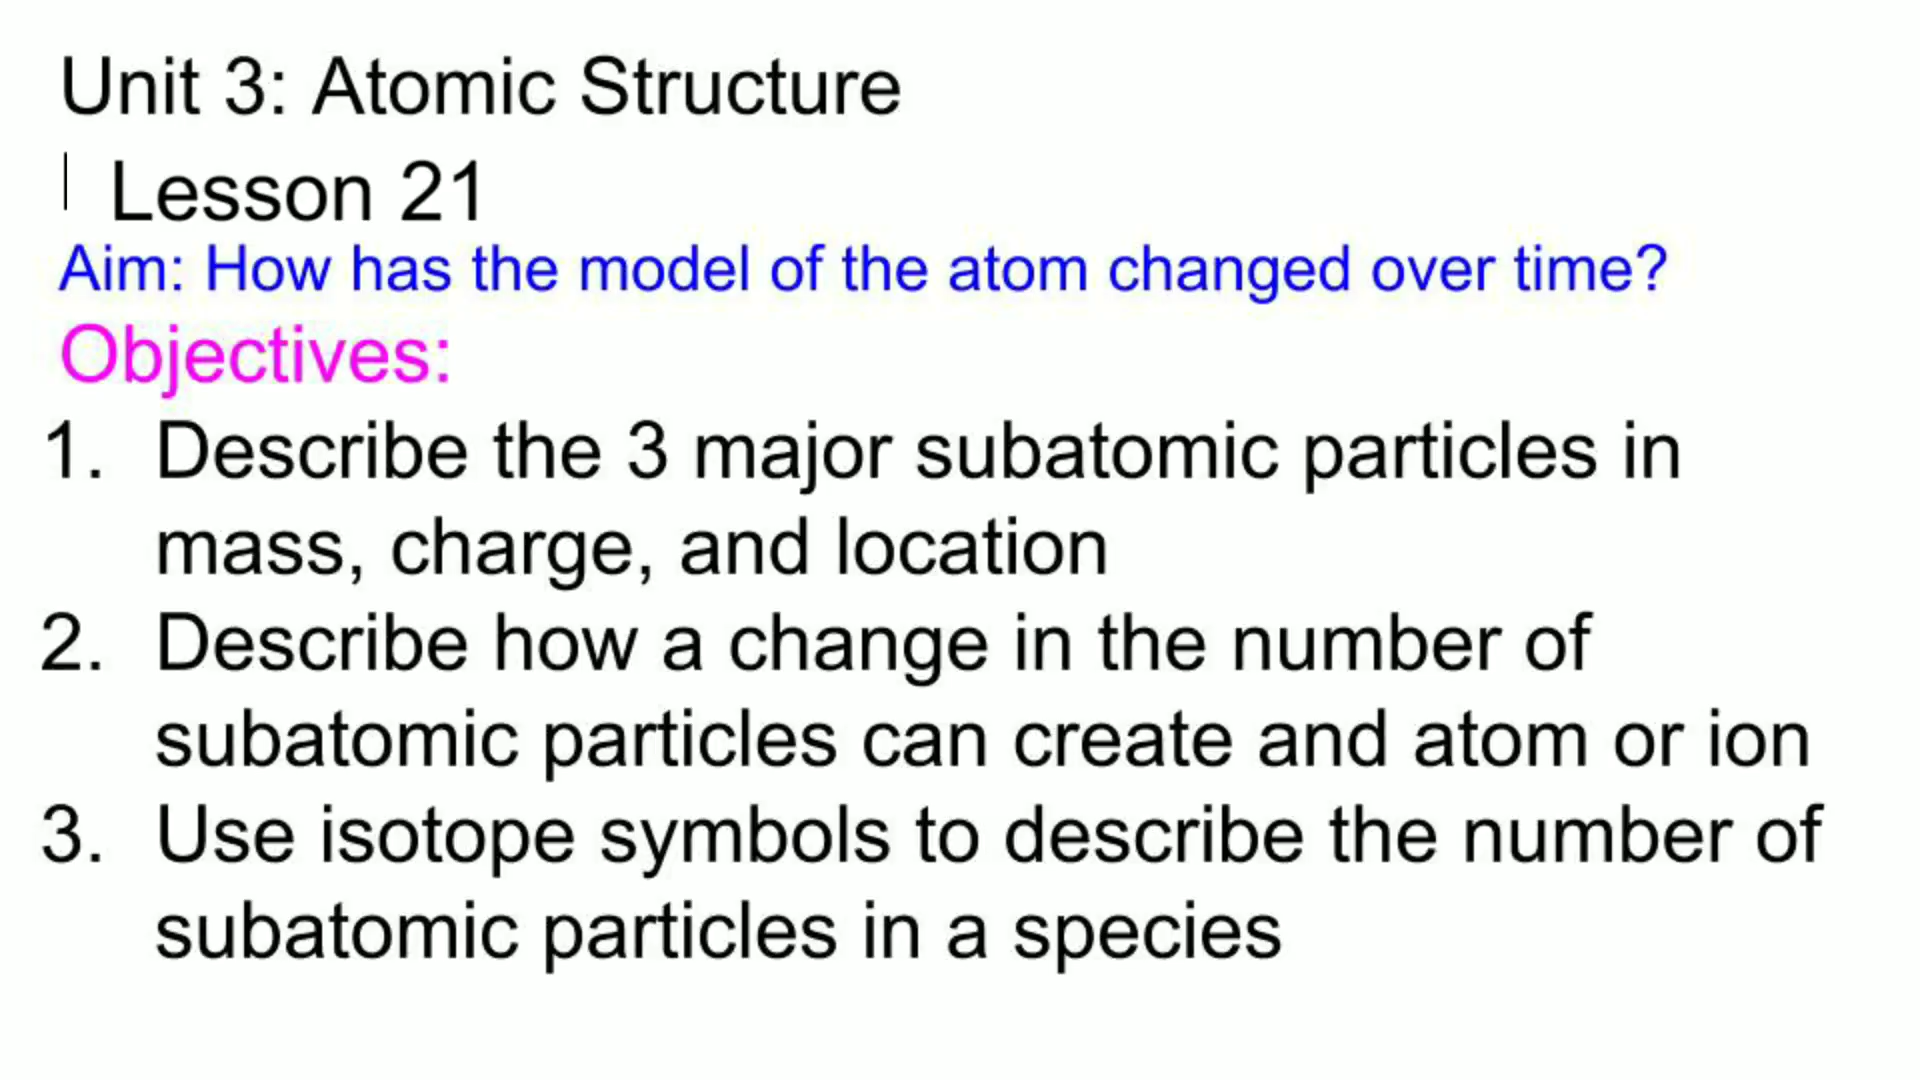 Unit 3: Atomic Structure
Lesson 21
Aim: How has the model of the atom changed over time?
Objectives:
1. Describe the 3 major subatomic particles in
mass, charge, and location
2. Describe how a change in the number of
subatomic particles can create and atom or ion
3. Use isotope symbols to describe the number of
subatomic particles in a species